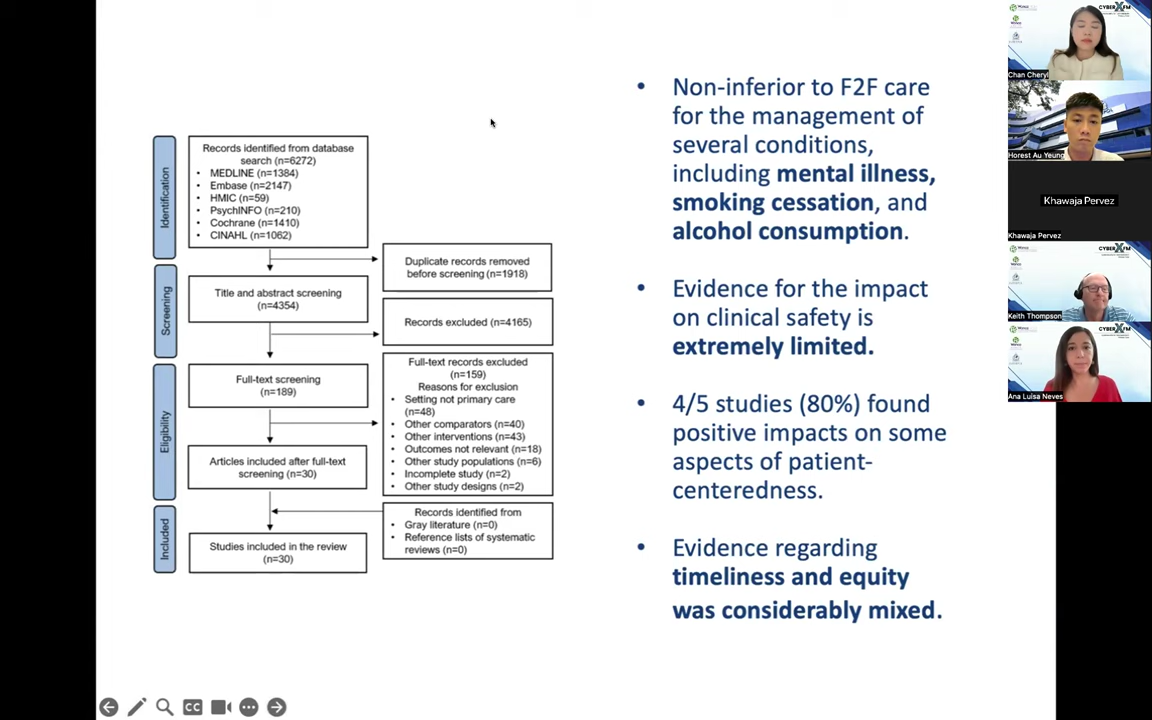 Identification
Records identified from database
search (n=6272)
• MEDLINE (n=1384)
• Embase (n=2147)
• HMIC (n=59)
• PsychINFO (n=210)
• Cochrane (n=1410)
• CINAHL (n=1062)
Duplicate records removed
before screening (n=1918)
Screening
Title and abstract screening
(n=4354)
Records excluded (n=4165)
Eligibility
Full-text screening
(n=189)
Full-text records excluded
(n=159)
Reasons for exclusion
• Setting not primary care
(n=48)
• Other comparators (n=40)
• Other interventions (n=43)
• Outcomes not relevant (n=18)
• Other study populations (n=6)
• Incomplete study (n=2)
• Other study designs (n=2)
Articles included after full-text
screening (n=30)
Included
Records identified from
• Gray literature (n=0)
• Reference lists of systematic
reviews (n=0)
Studies included in the review
(n=30)
• Non-inferior to F2F care
for the management of
several conditions,
including mental illness,
smoking cessation, and
alcohol consumption.
• Evidence for the impact
on clinical safety is
extremely limited.
• 4/5 studies (80%) found
positive impacts on some
aspects of patient-
centeredness.
• Evidence regarding
timeliness and equity
was considerably mixed.
CYBER FM
Chan Cheryl
Horest Au Yeung
Khawaja Pervez
Khawaja Pervez
CYBER FM
Keith Thompson
CYBER FM
Ana Luisa Neves
CC